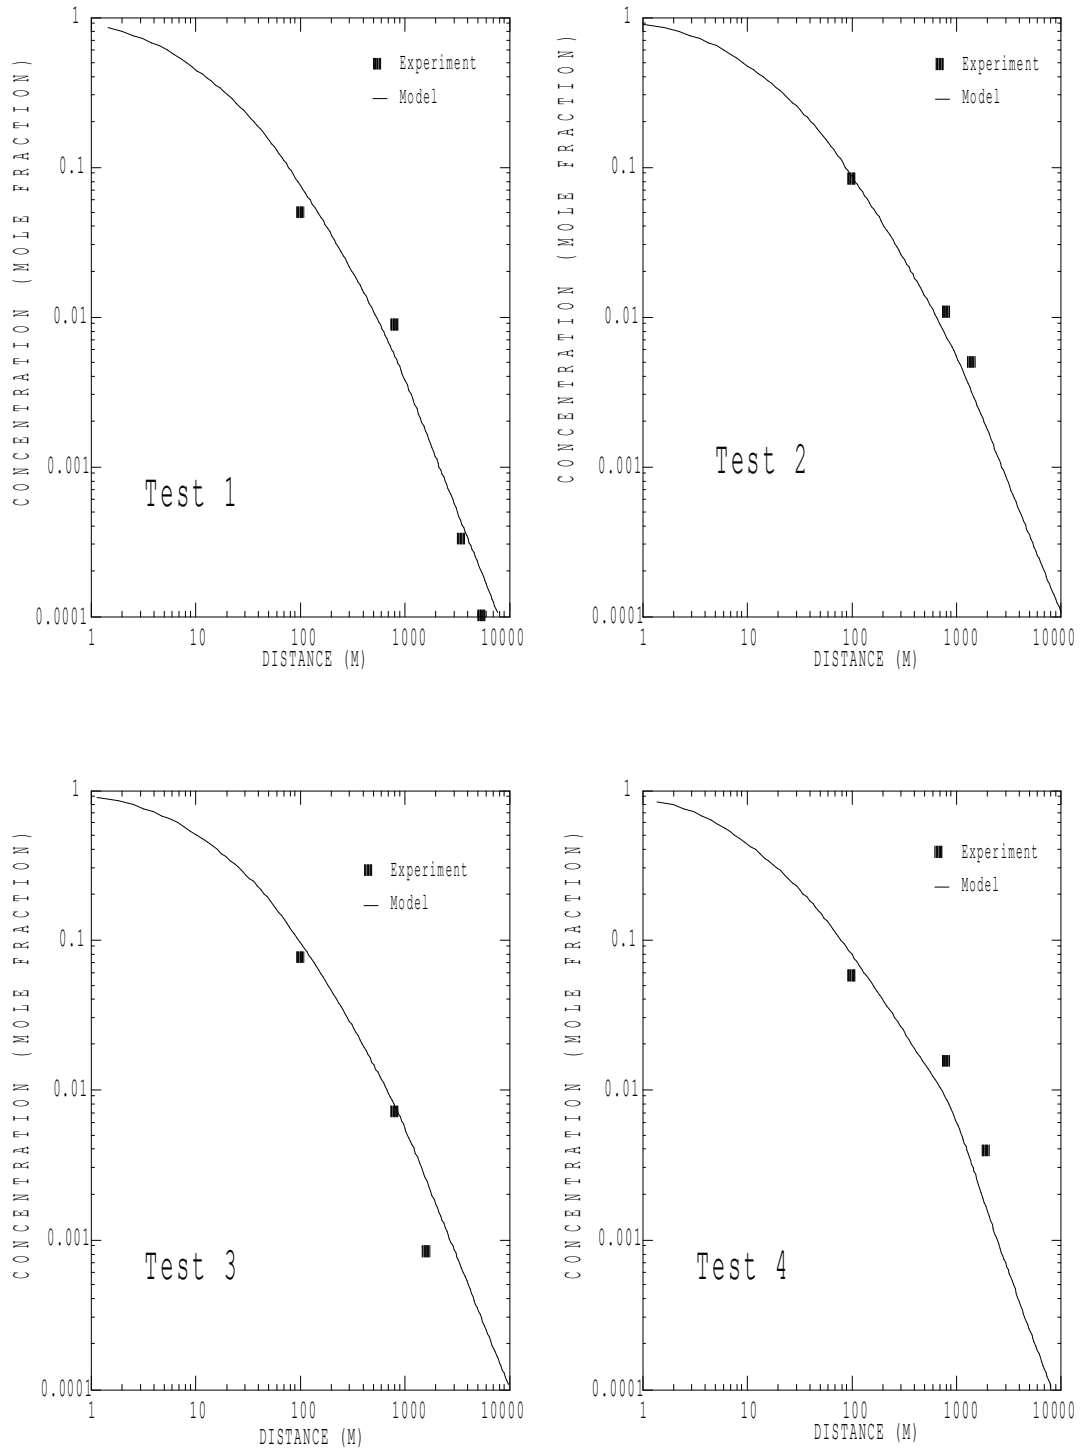 CONCENTRATION (MOLE FRACTION)
1
0.1
0.01
0.001
0.0001
Experiment
Model
Test 1
1 10 100 1000 10000
DISTANCE (M)
CONCENTRATION (MOLE FRACTION)
1
0.1
0.01
0.001
0.0001
Experiment
Model
Test 2
1 10 100 1000 10000
DISTANCE (M)
CONCENTRATION (MOLE FRACTION)
1
0.1
0.01
0.001
0.0001
Experiment
Model
Test 3
1 10 100 1000 10000
DISTANCE (M)
CONCENTRATION (MOLE FRACTION)
1
0.1
0.01
0.001
0.0001
Experiment
Model
Test 4
1 10 100 1000 10000
DISTANCE (M)